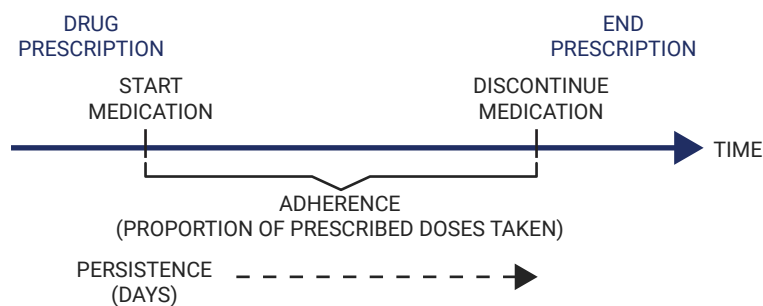 DRUG
PRESCRIPTION
END
PRESCRIPTION
START
MEDICATION
DISCONTINUE
MEDICATION
TIME
ADHERENCE
(PROPORTION OF PRESCRIBED DOSES TAKEN)
PERSISTENCE
(DAYS)